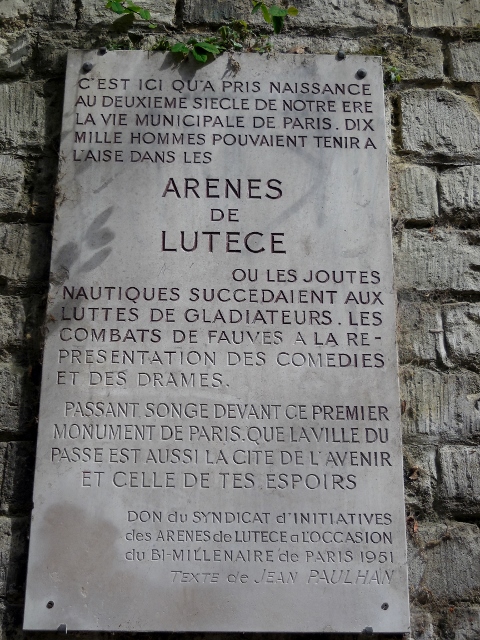 C'EST ICI QU'A PRIS NAISSANCE
AU DEUXIEME SIECLE DE NOTRE ERE
LA VIE MUNICIPALE DE PARIS. DIX
MILLE HOMMES POUVAIENT TENIR A
L'AISE DANS LES
ARENES
DE
LUTECE
OU LES JOUTES
NAUTIQUES SUCCEDAIENT AUX
LUTTES DE GLADIATEURS. LES
COMBATS DE FAUVES A LA RE-
PRESENTATION DES COMEDIES
ET DES DRAMES.
PASSANT SONGE DEVANT CE PREMIER
MONUMENT DE PARIS. QUE LA VILLE DU
PASSE EST AUSSI LA CITE DE L'AVENIR
ET CELLE DE TES ESPOIRS
DON du SYNDICAT d'INITIATIVES
des ARENES de LUTECE a L'OCCASION
du BI-MILLENAIRE de PARIS 1951
TEXTE de JEAN PAULHAN